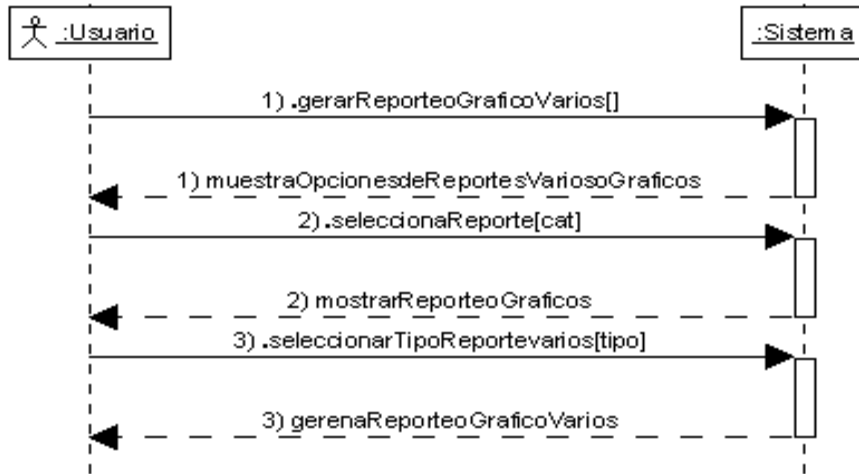 :Usuario
:Sistema
1) .gerarReporteoGraficoVarios[]
1) muestraOpcionesdeReportesVariosoGraficos
2) .seleccionaReporte[cat]
2) mostrarReporteoGraficos
3) .seleccionarTipoReportevarios[tipo]
3) gerenaReporteoGraficoVarios